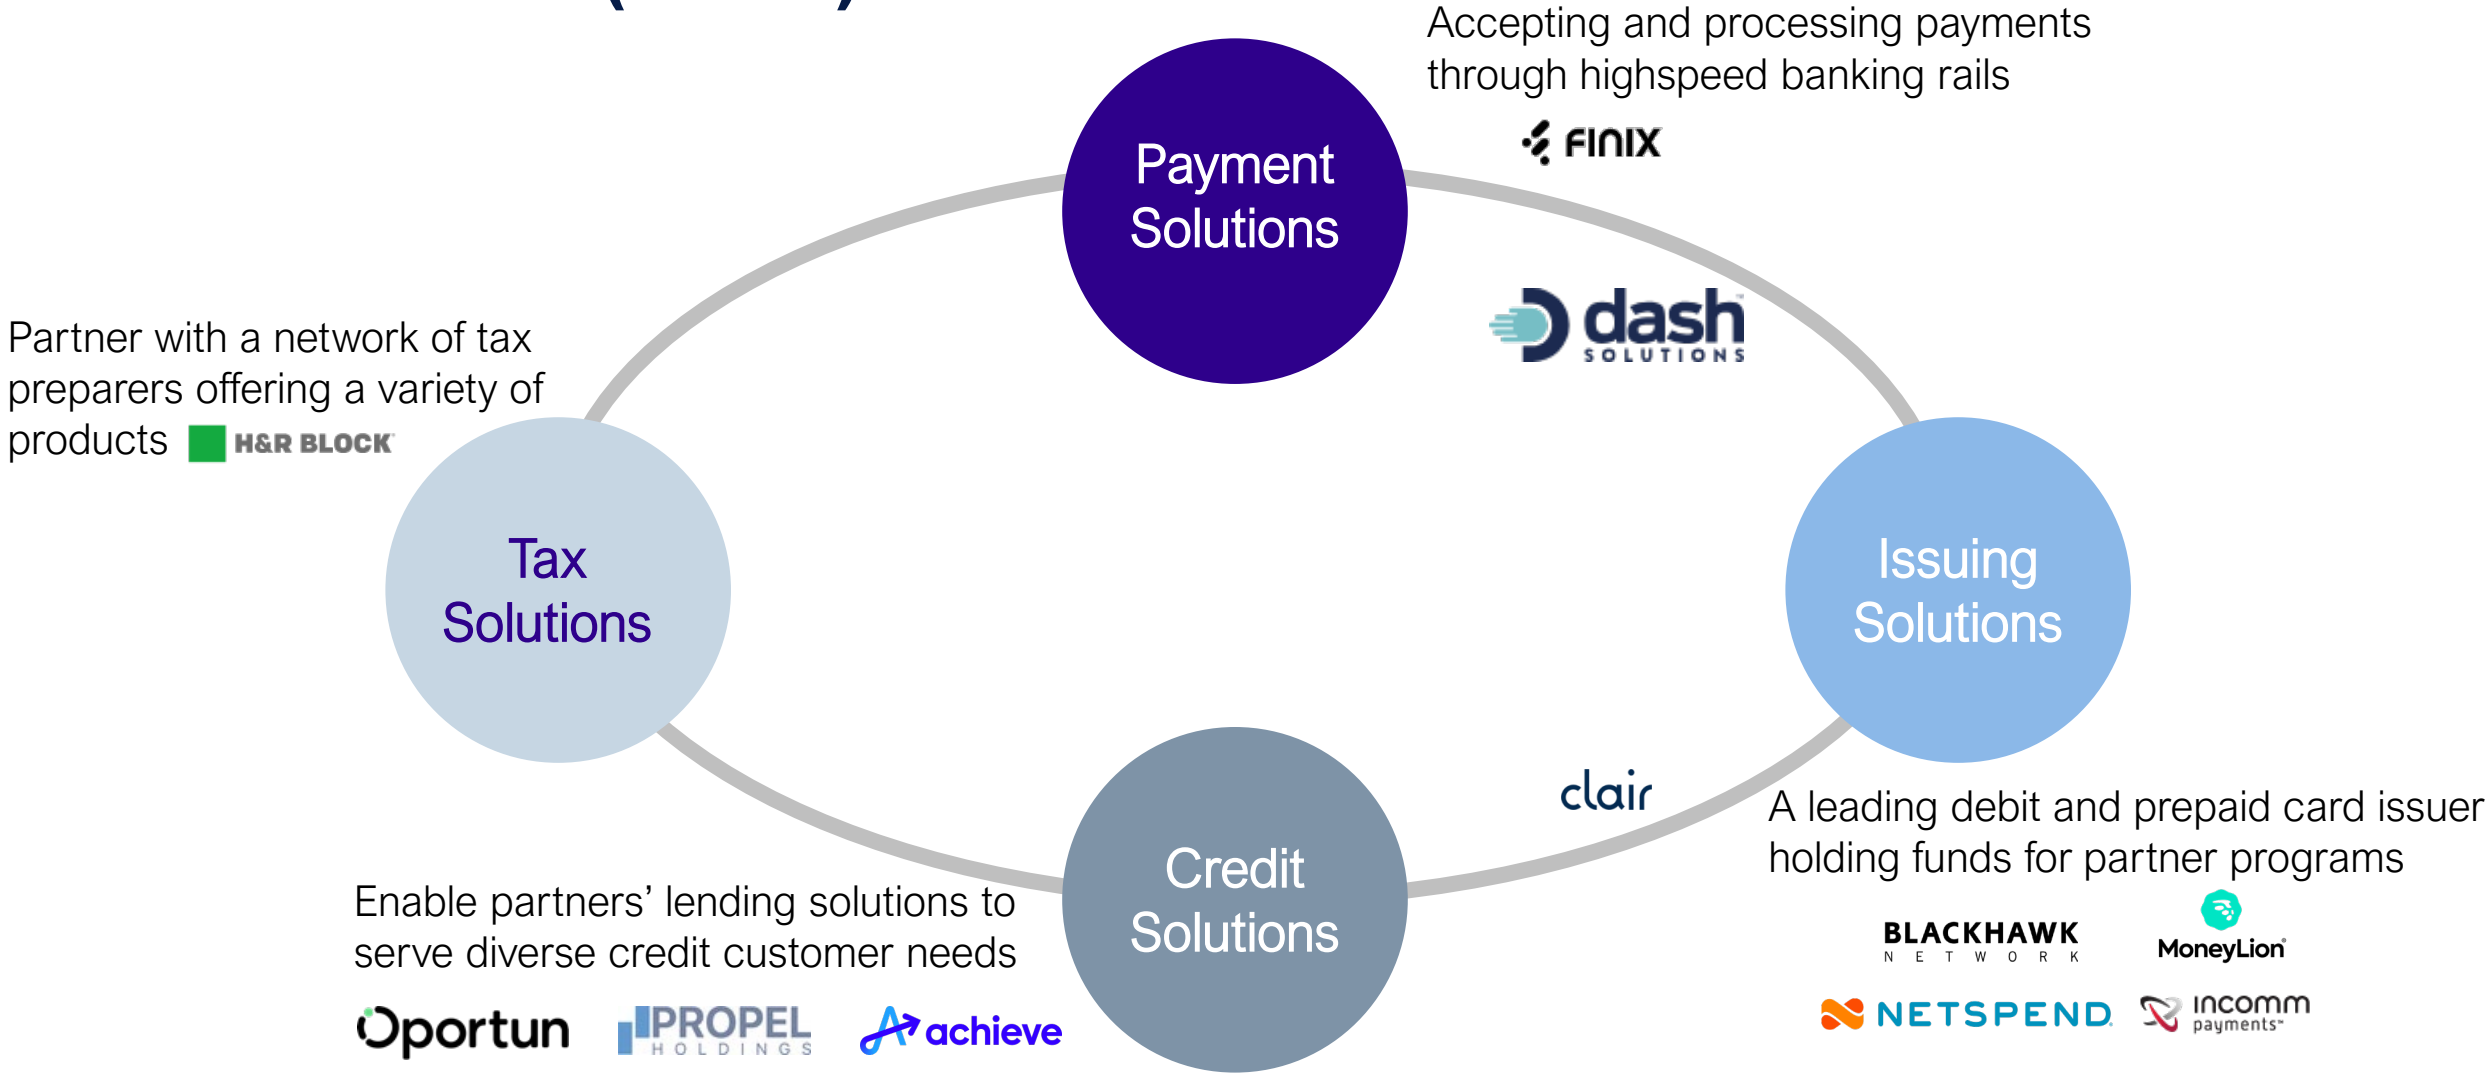 Accepting and processing payments
through highspeed banking rails
FINIX
Payment
Solutions
dash
SOLUTIONS
Partner with a network of tax
preparers offering a variety of
products
H&R BLOCK
Tax
Solutions
Issuing
Solutions
clair
A leading debit and prepaid card issuer
holding funds for partner programs
BLACKHAWK
NETWORK
MoneyLion
NETSPEND
incomm
payments
Credit
Solutions
Enable partners’ lending solutions to
serve diverse credit customer needs
Oportun
PROPEL
HOLDINGS
achieve